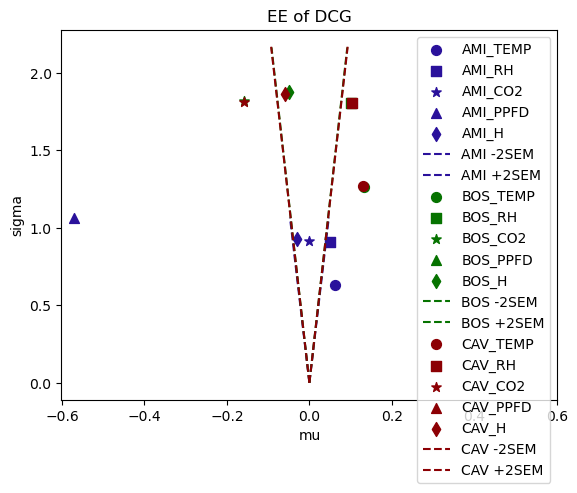 EE of DCG
sigma
2.0
1.5
1.0
0.5
0.0
−0.6
−0.4
−0.2
0.0
0.2
0.6
mu
AMI_TEMP
AMI_RH
AMI_CO2
AMI_PPFD
AMI_H
AMI -2SEM
AMI +2SEM
BOS_TEMP
BOS_RH
BOS_CO2
BOS_PPFD
BOS_H
BOS -2SEM
BOS +2SEM
CAV_TEMP
CAV_RH
CAV_CO2
CAV_PPFD
CAV_H
CAV -2SEM
CAV +2SEM